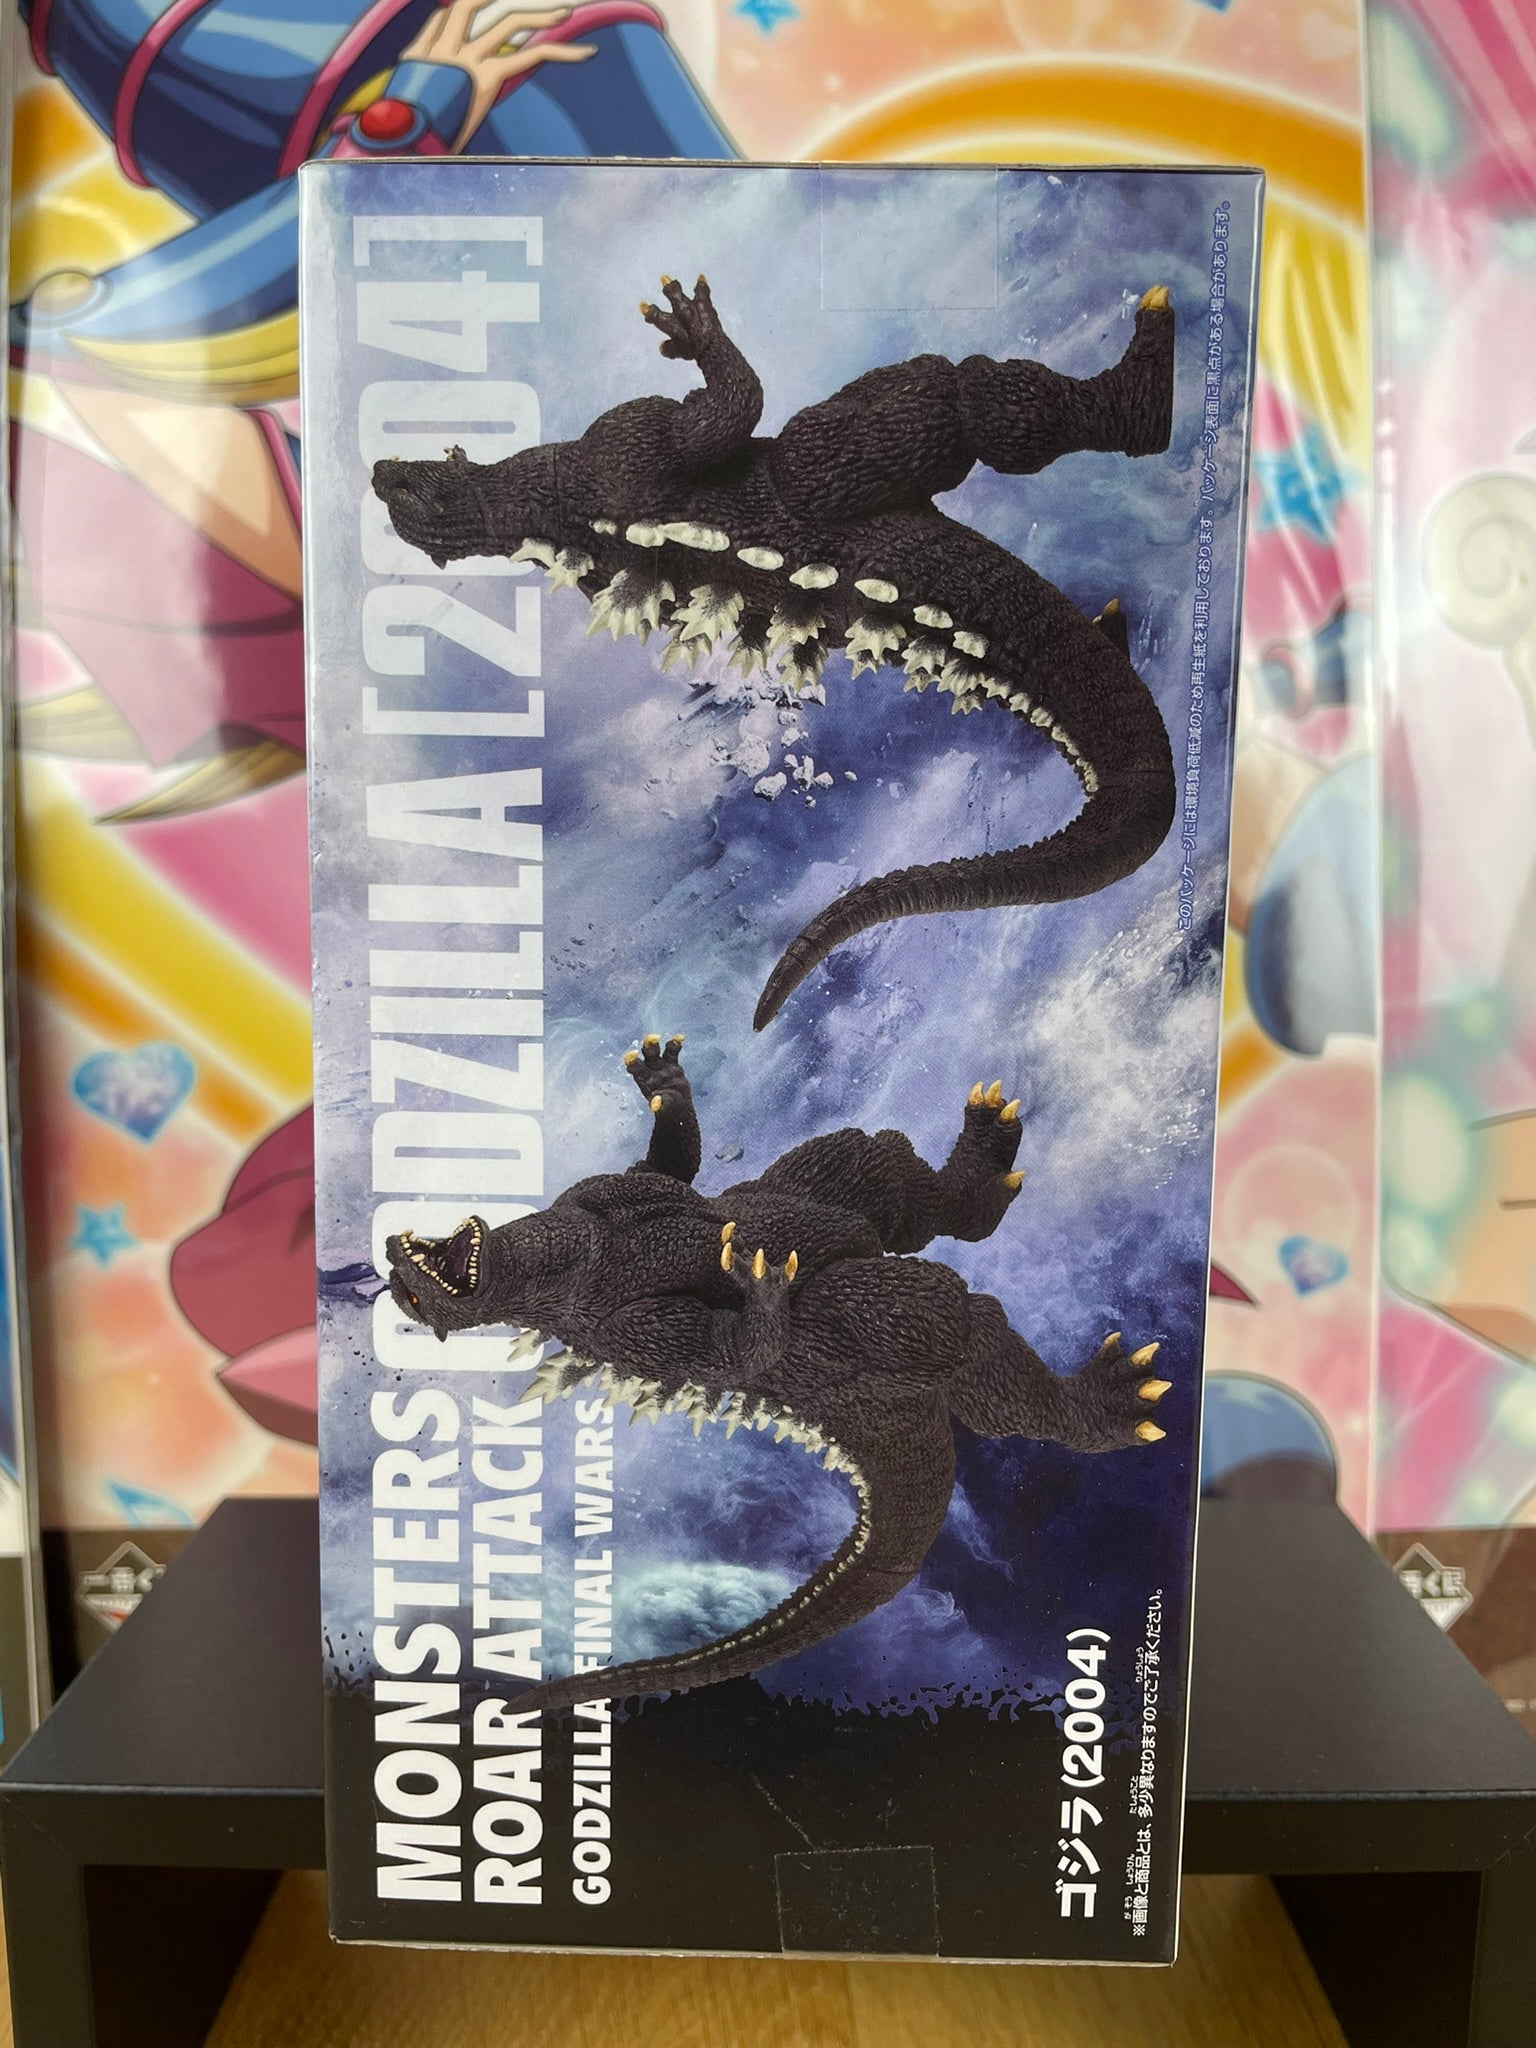 MONSTERS
ROAR ATTACK
GODZILLA [2004]
GODZILLA FINAL WARS
ゴジラ(2004)
※画像と商品とは、多少異なりますのでご了承ください。
このパッケージには環境負荷低減のため再生紙を利用しております。パッケージ表面に黒点がある場合があります。